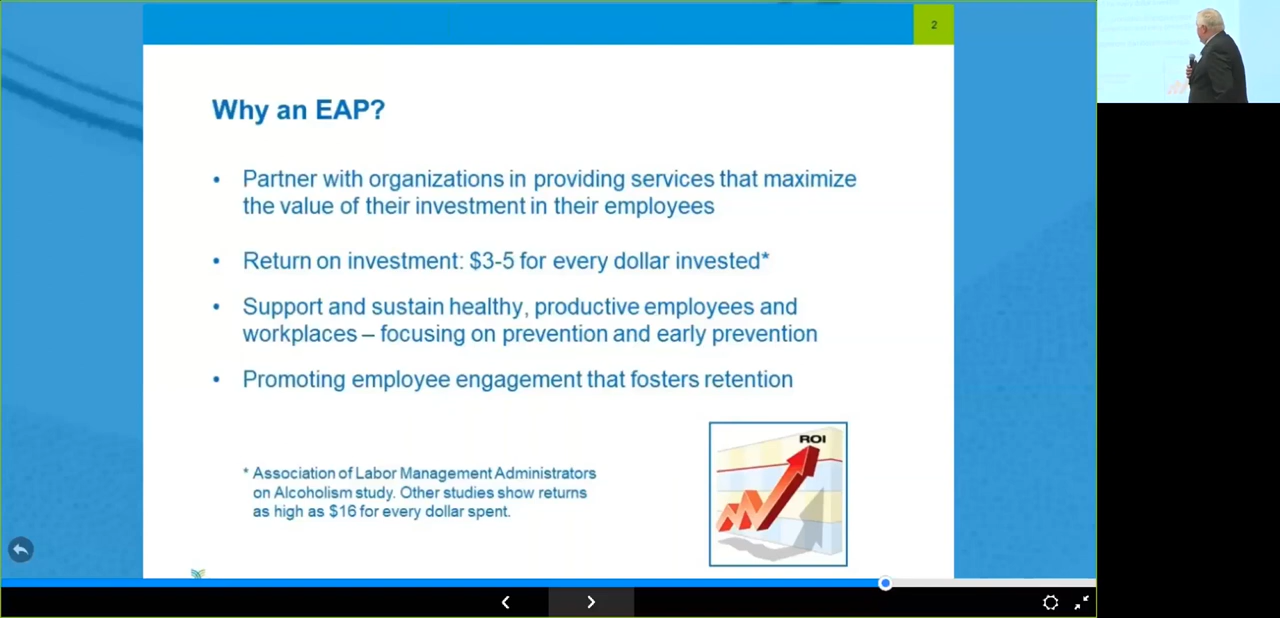 2
Why an EAP?
• Partner with organizations in providing services that maximize
the value of their investment in their employees
• Return on investment: $3-5 for every dollar invested*
• Support and sustain healthy, productive employees and
workplaces – focusing on prevention and early prevention
• Promoting employee engagement that fosters retention
ROI
* Association of Labor Management Administrators
on Alcoholism study. Other studies show returns
as high as $16 for every dollar spent.